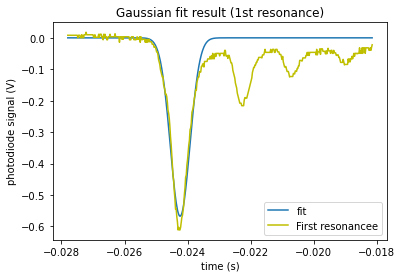 Gaussian fit result (1st resonance)
photodiode signal (V)
0.0
−0.1
−0.2
−0.3
−0.4
−0.5
−0.6
fit
First resonancee
−0.028 −0.026 −0.024 −0.022 −0.020 −0.018
time (s)